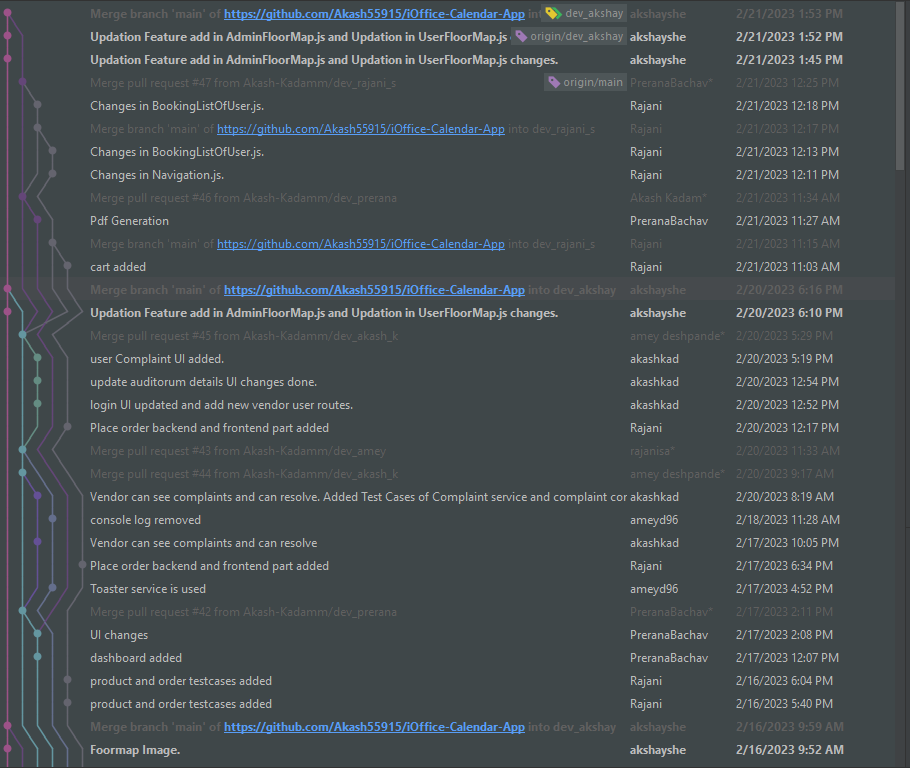 Merge branch 'main' of https://github.com/Akash55915/iOffice-Calendar-App int dev_akshay akshayshe 2/21/2023 1:53 PM
Updation Feature add in AdminFloorMap.js and Updation in UserFloorMap.js origin/dev_akshay akshayshe 2/21/2023 1:52 PM
Updation Feature add in AdminFloorMap.js and Updation in UserFloorMap.js changes. akshayshe 2/21/2023 1:45 PM
Merge pull request #47 from Akash-Kadamm/dev_rajani_s origin/main PreranaBachav* 2/21/2023 12:25 PM
Changes in BookingListOfUser.js. Rajani 2/21/2023 12:18 PM
Merge branch 'main' of https://github.com/Akash55915/iOffice-Calendar-App into dev_rajani_s Rajani 2/21/2023 12:17 PM
Changes in BookingListOfUser.js. Rajani 2/21/2023 12:13 PM
Changes in Navigation.js. Rajani 2/21/2023 12:11 PM
Merge pull request #46 from Akash-Kadamm/dev_prerana Akash Kadam* 2/21/2023 11:34 AM
Pdf Generation PreranaBachav 2/21/2023 11:27 AM
Merge branch 'main' of https://github.com/Akash55915/iOffice-Calendar-App into dev_rajani_s Rajani 2/21/2023 11:15 AM
cart added Rajani 2/21/2023 11:03 AM
Merge branch 'main' of https://github.com/Akash55915/iOffice-Calendar-App into dev_akshay akshayshe 2/20/2023 6:16 PM
Updation Feature add in AdminFloorMap.js and Updation in UserFloorMap.js changes. akshayshe 2/20/2023 6:10 PM
Merge pull request #45 from Akash-Kadamm/dev_akash_k amey deshpande* 2/20/2023 5:29 PM
user Complaint UI added. akashkad 2/20/2023 5:19 PM
update auditorum details UI changes done. akashkad 2/20/2023 12:54 PM
login UI updated and add new vendor user routes. akashkad 2/20/2023 12:52 PM
Place order backend and frontend part added Rajani 2/20/2023 12:17 PM
Merge pull request #43 from Akash-Kadamm/dev_amey rajanisa* 2/20/2023 11:33 AM
Merge pull request #44 from Akash-Kadamm/dev_akash_k amey deshpande* 2/20/2023 9:17 AM
Vendor can see complaints and can resolve. Added Test Cases of Complaint service and complaint cor akashkad 2/20/2023 8:19 AM
console log removed ameyd96 2/18/2023 11:28 AM
Vendor can see complaints and can resolve akashkad 2/17/2023 10:05 PM
Place order backend and frontend part added Rajani 2/17/2023 6:34 PM
Toaster service is used ameyd96 2/17/2023 4:52 PM
Merge pull request #42 from Akash-Kadamm/dev_prerana PreranaBachav* 2/17/2023 2:11 PM
UI changes PreranaBachav 2/17/2023 2:08 PM
dashboard added PreranaBachav 2/17/2023 12:07 PM
product and order testcases added Rajani 2/16/2023 6:04 PM
product and order testcases added Rajani 2/16/2023 5:40 PM
Merge branch 'main' of https://github.com/Akash55915/iOffice-Calendar-App into dev_akshay akshayshe 2/16/2023 9:59 AM
Foormap Image. akshayshe 2/16/2023 9:52 AM